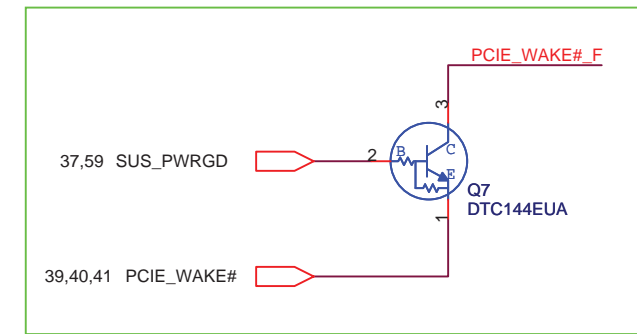 PCIE_WAKE#_F
3
37,59 SUS_PWRGD
2
B
C
E
Q7
DTC144EUA
1
39,40,41 PCIE_WAKE#